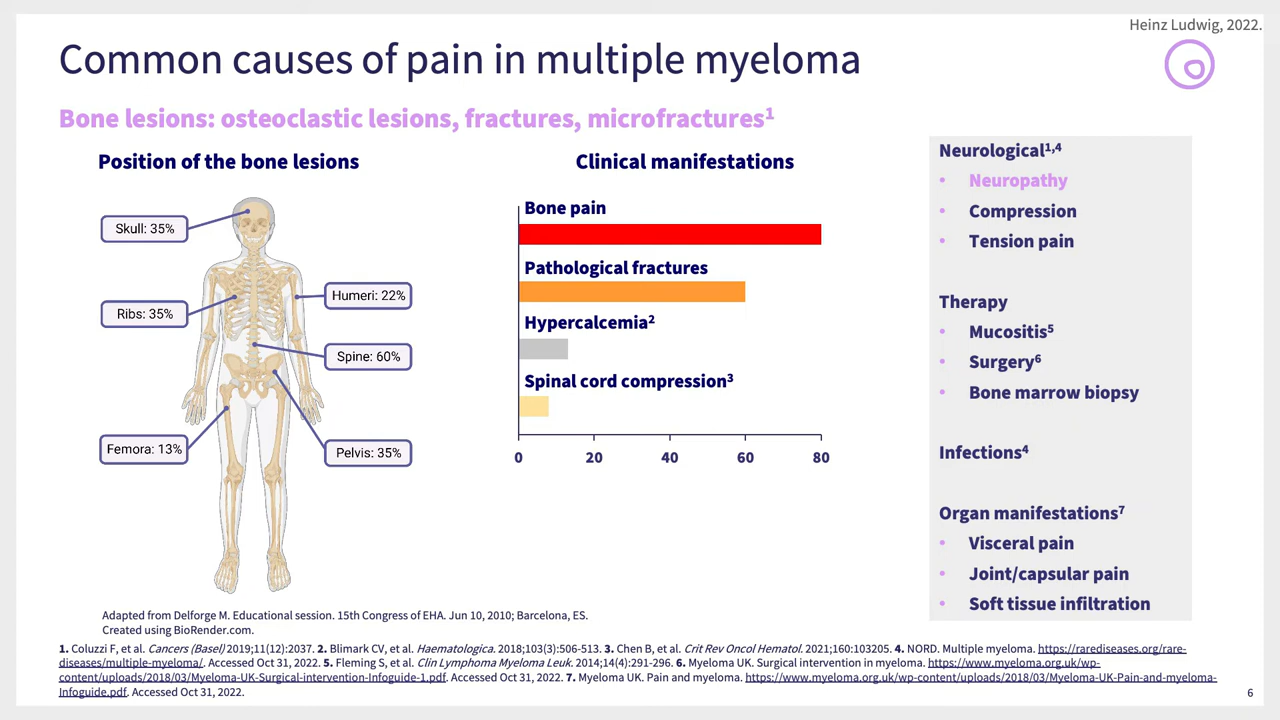 Heinz Ludwig, 2022.
Common causes of pain in multiple myeloma
Bone lesions: osteoclastic lesions, fractures, microfractures¹
Position of the bone lesions
Skull: 35%
Ribs: 35%
Humeri: 22%
Spine: 60%
Femora: 13%
Pelvis: 35%
Clinical manifestations
Bone pain
Pathological fractures
Hypercalcemia²
Spinal cord compression³
0 20 40 60 80
Neurological¹,⁴
• Neuropathy
• Compression
• Tension pain
Therapy
• Mucositis⁵
• Surgery⁶
• Bone marrow biopsy
Infections⁴
Organ manifestations⁷
• Visceral pain
• Joint/capsular pain
• Soft tissue infiltration
Adapted from Delforge M. Educational session. 15th Congress of EHA. Jun 10, 2010; Barcelona, ES.
Created using BioRender.com.
1. Coluzzi F, et al. Cancers (Basel) 2019;11(12):2037. 2. Blimark CV, et al. Haematologica. 2018;103(3):506-513. 3. Chen B, et al. Crit Rev Oncol Hematol. 2021;160:103205. 4. NORD. Multiple myeloma. https://rarediseases.org/rare-
diseases/multiple-myeloma/. Accessed Oct 31, 2022. 5. Fleming S, et al. Clin Lymphoma Myeloma Leuk. 2014;14(4):291-296. 6. Myeloma UK. Surgical intervention in myeloma. https://www.myeloma.org.uk/wp-
content/uploads/2018/03/Myeloma-UK-Surgical-intervention-Infoguide-1.pdf. Accessed Oct 31, 2022. 7. Myeloma UK. Pain and myeloma. https://www.myeloma.org.uk/wp-content/uploads/2018/03/Myeloma-UK-Pain-and-myeloma-
Infoguide.pdf. Accessed Oct 31, 2022.
6